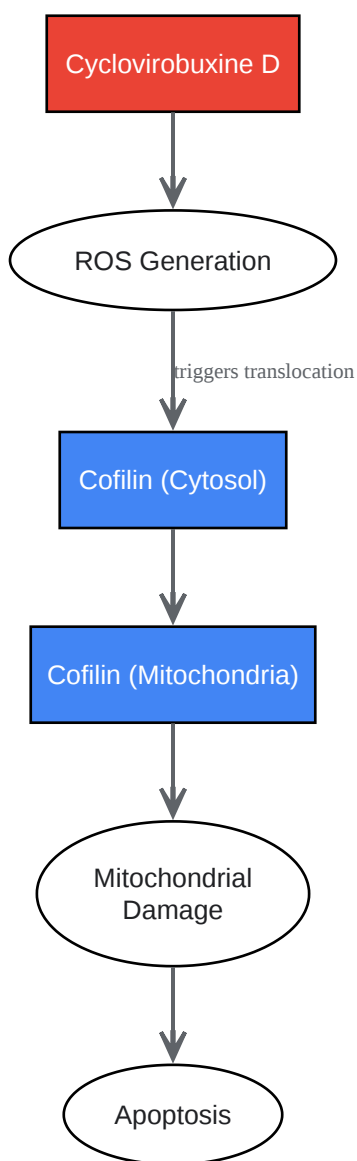 Cyclovirobuxine D
ROS Generation
triggers translocation
Cofilin (Cytosol)
Cofilin (Mitochondria)
Mitochondrial
Damage
Apoptosis